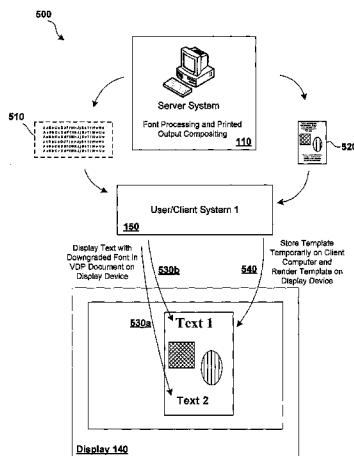 500
Server System
Font Processing and Printed
Output Compositing
110
510
520
User/Client System 1
150
Display Text with
Downgraded Font In
VDP Document on
Display Device
530b
540
Store Template
Temporarily on Client
Computer and
Render Template on
Display Device
530a
Text 1
Text 2
Display 140